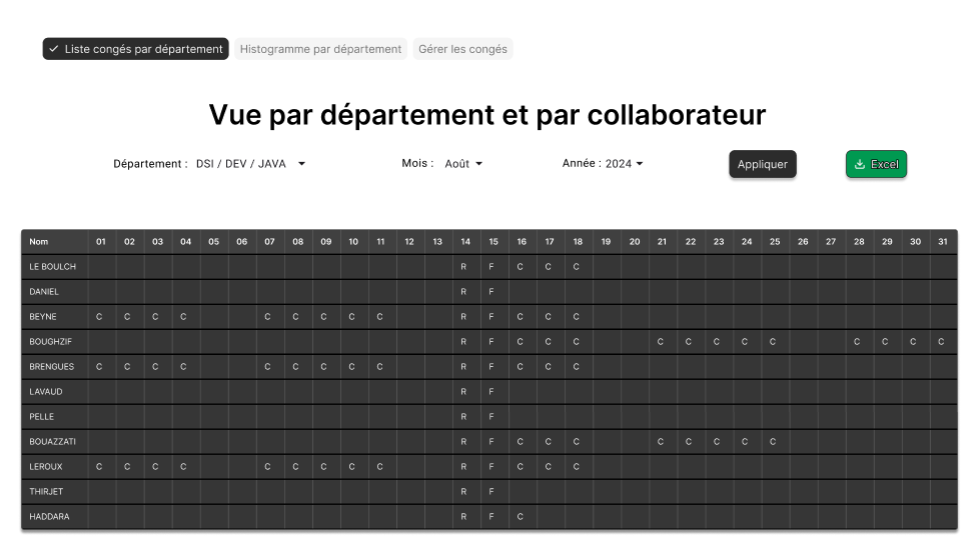 Liste congés par département Histogramme par département Gérer les congés
Vue par département et par collaborateur
Département : DSI / DEV / JAVA Mois : Août Année : 2024 Appliquer Excel
Nom 01 02 03 04 05 06 07 08 09 10 11 12 13 14 15 16 17 18 19 20 21 22 23 24 25 26 27 28 29 30 31
LE BOULCH R F C C C
DANIEL R F
BEYNE C C C C C C C C C R F C C C
BOUGHZIF R F C C C C C C C C C C C C
BRENGUES C C C C C C C C C R F C C C
LAVAUD R F
PELLE R F
BOUAZZATI R F C C C C C C C C
LEROUX C C C C C C C C C R F C C C
THIRJET R F
HADDARA R F C